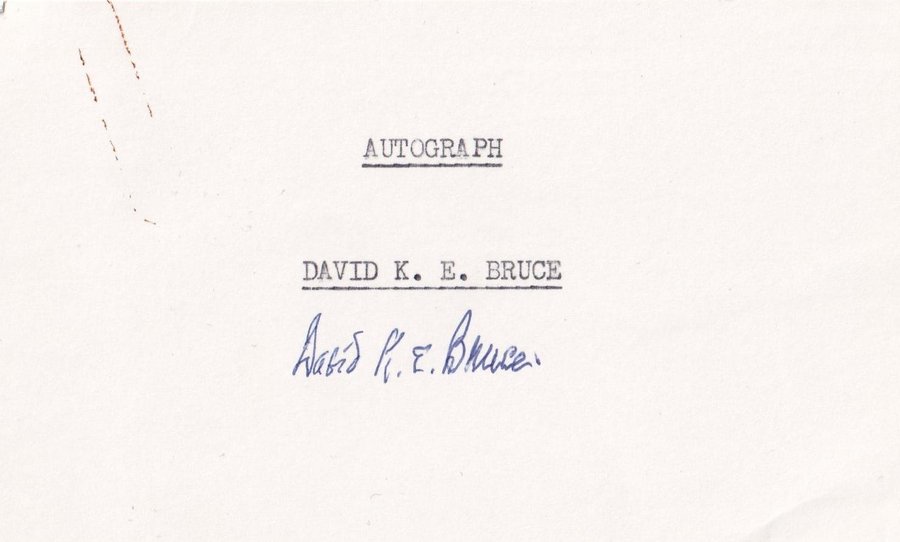 AUTOGRAPH
DAVID K. E. BRUCE
David K. E. Bruce.